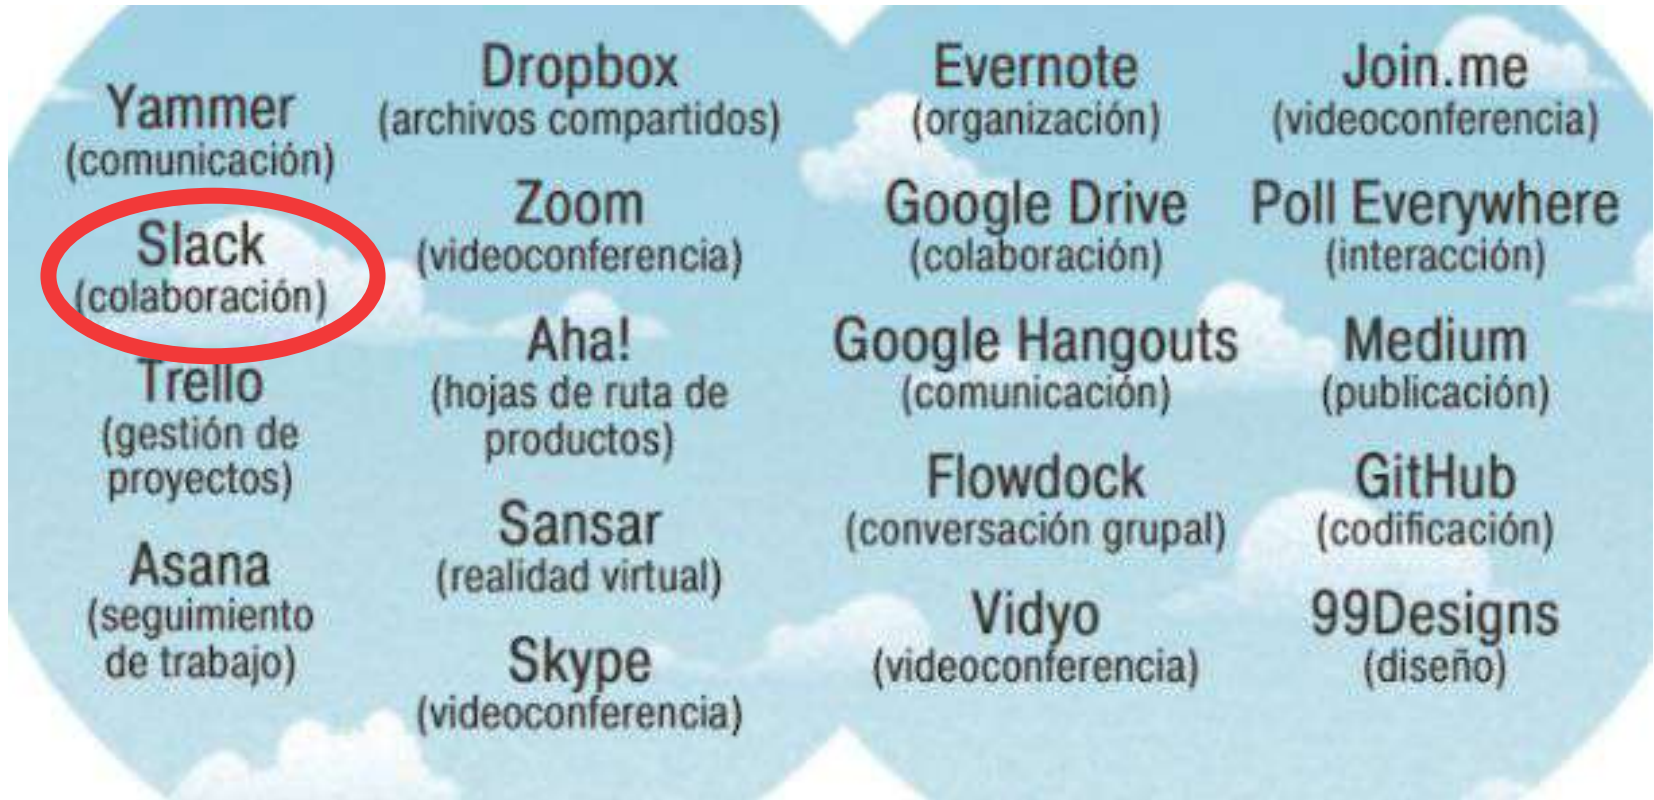 Yammer
(comunicación)
Slack
(colaboración)
Trello
(gestión de
proyectos)
Asana
(seguimiento
de trabajo)
Dropbox
(archivos compartidos)
Zoom
(videoconferencia)
Aha!
(hojas de ruta de
productos)
Sansar
(realidad virtual)
Skype
(videoconferencia)
Evernote
(organización)
Google Drive
(colaboración)
Google Hangouts
(comunicación)
Flowdock
(conversación grupal)
Vidyo
(videoconferencia)
Join.me
(videoconferencia)
Poll Everywhere
(interacción)
Medium
(publicación)
GitHub
(codificación)
99Designs
(diseño)